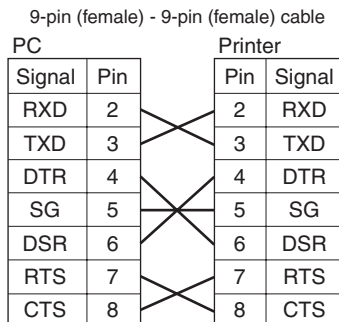 9-pin (female) - 9-pin (female) cable
PC Printer
Signal Pin Pin Signal
RXD 2 2 RXD
TXD 3 3 TXD
DTR 4 4 DTR
SG 5 5 SG
DSR 6 6 DSR
RTS 7 7 RTS
CTS 8 8 CTS